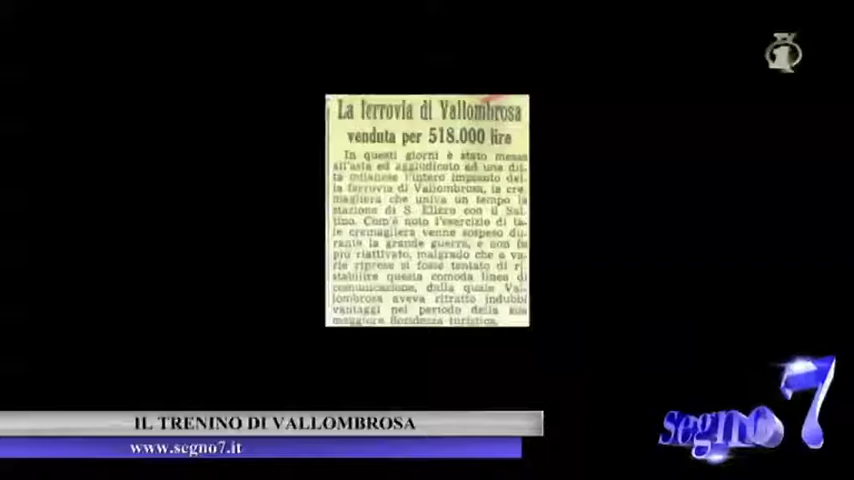 La ferrovia di Vallombrosa
venduta per 518.000 lire
In questi giorni è stato messo
all'asta ed aggiudicato ad una dit-
ta milanese l'intero impianto del-
la ferrovia di Vallombrosa, la cre-
magliera che univa un tempo la
stazione di S. Ellero con il Sal-
tino. Com'è noto l'esercizio di ta-
le cremagliera venne sospeso du-
rante la grande guerra, e non fu
più riattivato, malgrado che a va-
rie riprese si fosse tentato di ri-
stabilire questa comoda linea di
comunicazione, dalla quale Val-
lombrosa aveva ritratto indubbi
vantaggi nel periodo della sua
maggiore floridezza turistica.
IL TRENINO DI VALLOMBROSA
www.segno7.it
segno 7
1